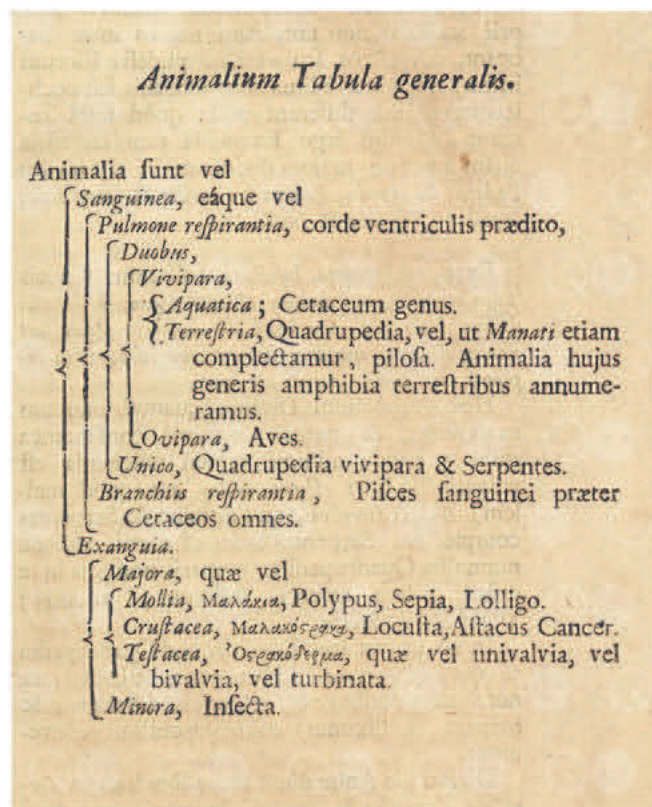 Animalium Tabula generalis.
Animalia ſunt vel
Sanguinea, eáque vel
Pulmone reſpirantia, corde ventriculis prædito,
Duobus,
Vivipara,
Aquatica ; Cetaceum genus.
Terreſtria, Quadrupedia, vel, ut Manati etiam
complectamur, piloſa. Animalia hujus
generis amphibia terreſtribus annume-
ramus.
Ovipara, Aves.
Unico, Quadrupedia vivipara & Serpentes.
Branchiis reſpirantia, Piſces ſanguinei præter
Cetaceos omnes.
Exanguia.
Majora, quæ vel
Mollia, Μαλάκια, Polypus, Sepia, Lolligo.
Cruſtacea, Μαλακόςρακα, Locuſta, Aſtacus Cancer.
Teſtacea, Ὀςρακόδερμα, quæ vel univalvia, vel
bivalvia, vel turbinata.
Minora, Inſecta.